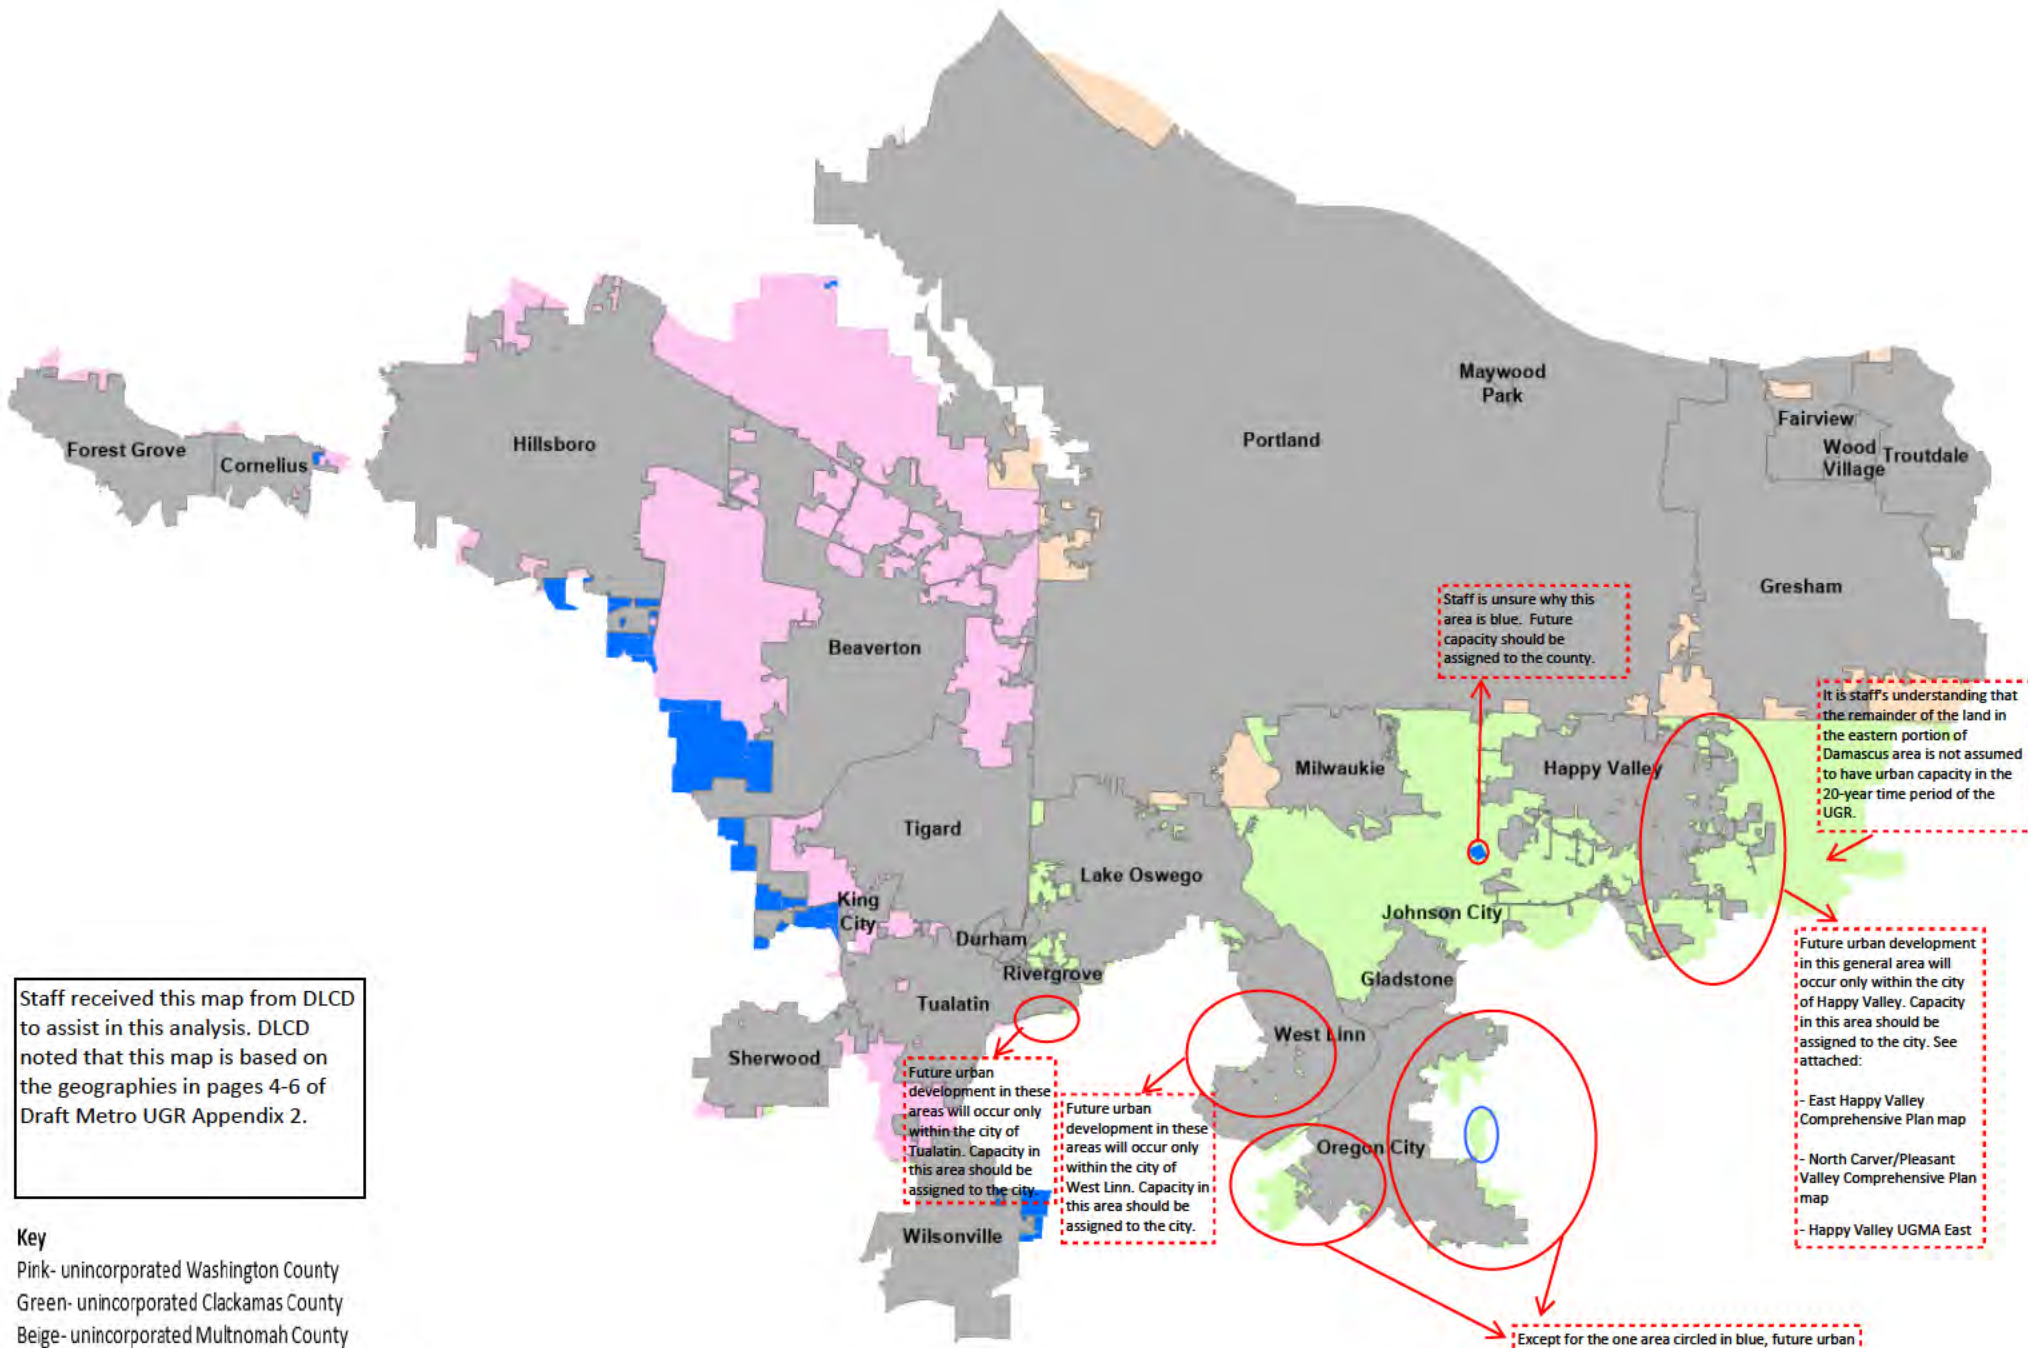 Maywood
Park
Portland
Fairview
Wood
Village
Troutdale
Forest Grove
Cornelius
Hillsboro
Gresham
Beaverton
Staff is unsure why this
area is blue. Future
capacity should be
assigned to the county.
It is staff's understanding that
the remainder of the land in
the eastern portion of
Damascus area is not assumed
to have urban capacity in the
20-year time period of the
UGR.
Milwaukie
Happy Valley
Tigard
Lake Oswego
King
City
Johnson City
Durham
Rivergrove
Gladstone
Tualatin
West Linn
Sherwood
Oregon City
Wilsonville
Future urban development
in this general area will
occur only within the city
of Happy Valley. Capacity
in this area should be
assigned to the city. See
attached:
- East Happy Valley
Comprehensive Plan map
- North Carver/Pleasant
Valley Comprehensive Plan
map
- Happy Valley UGMA East
Future urban
development in these
areas will occur only
within the city of
Tualatin. Capacity in
this area should be
assigned to the city.
Future urban
development in these
areas will occur only
within the city of
West Linn. Capacity in
this area should be
assigned to the city.
Except for the one area circled in blue, future urban
Staff received this map from DLCD
to assist in this analysis. DLCD
noted that this map is based on
the geographies in pages 4-6 of
Draft Metro UGR Appendix 2.
Key
Pink- unincorporated Washington County
Green- unincorporated Clackamas County
Beige- unincorporated Multnomah County